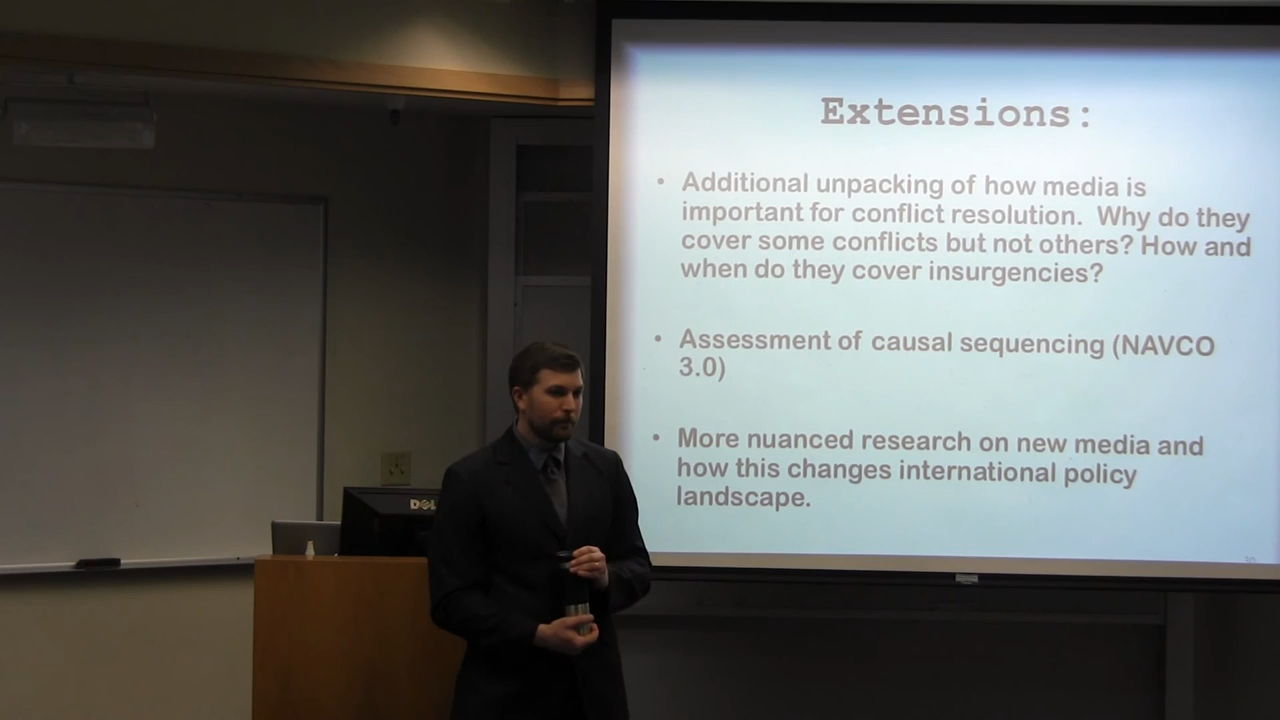 Extensions:
• Additional unpacking of how media is
important for conflict resolution.  Why do they
cover some conflicts but not others? How and
when do they cover insurgencies?
• Assessment of causal sequencing (NAVCO
3.0)
• More nuanced research on new media and
how this changes international policy
landscape.
DELL